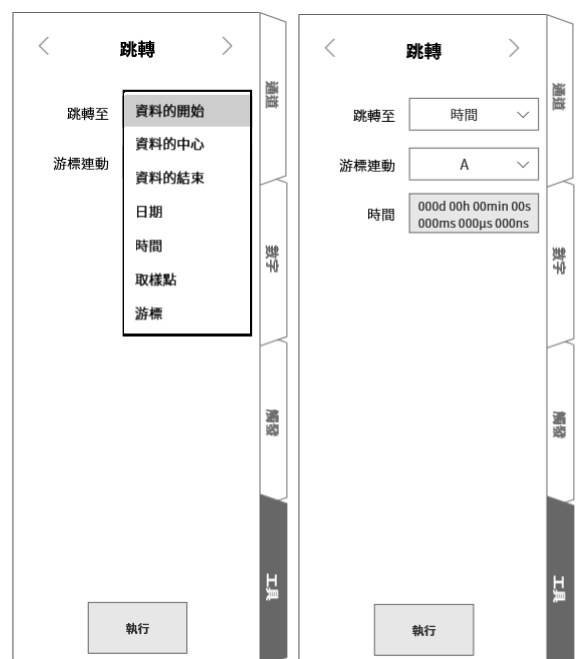 跳轉
跳轉至
資料的開始
資料的中心
游標連動
資料的結束
日期
時間
取樣點
游標
執行
通道
數字
觸發
工具
跳轉
跳轉至
時間
游標連動
A
時間
000d 00h 00min 00s
000ms 000μs 000ns
執行
通道
數字
觸發
工具